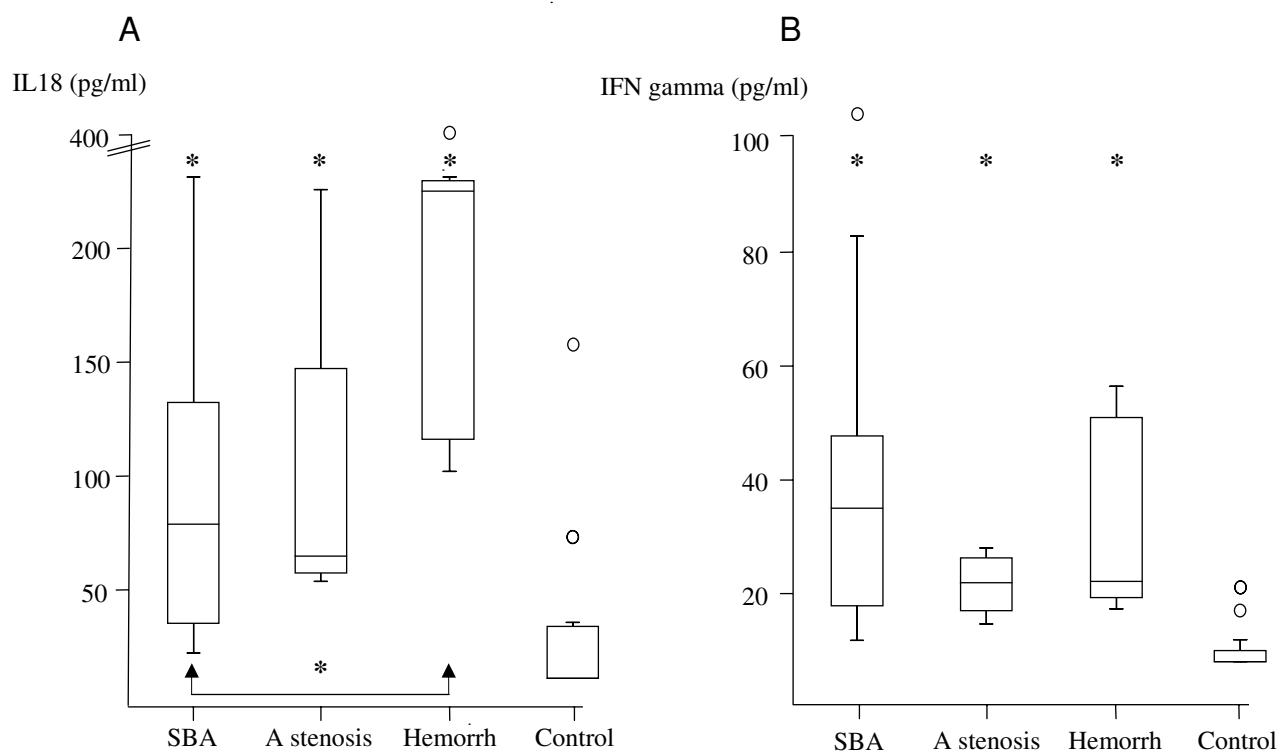 A
B
IL18 (pg/ml)
IFN gamma (pg/ml)
400
200
150
100
50
* * *
*
SBA A stenosis Hemorrh Control
100
80
60
40
20
* * *
SBA A stenosis Hemorrh Control